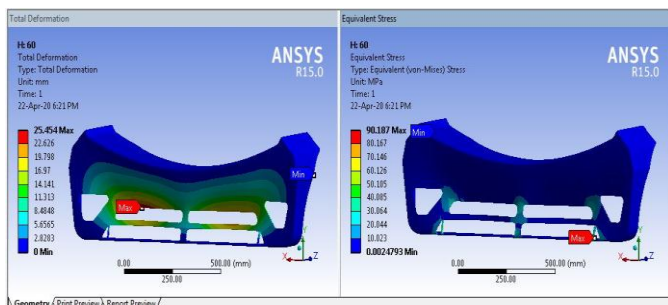 Total Deformation
H: 60
Total Deformation
Type: Total Deformation
Unit: mm
Time: 1
22-Apr-20 6:21 PM
ANSYS
R15.0
25.454 Max
22.626
19.798
16.97
14.141
11.313
8.4848
5.6565
2.8283
0 Min
Min
Max
0.00
500.00 (mm)
250.00
Y
X
Z
Equivalent Stress
H: 60
Equivalent Stress
Type: Equivalent (von-Mises) Stress
Unit: MPa
Time: 1
22-Apr-20 6:21 PM
ANSYS
R15.0
90.187 Max
80.167
70.146
60.126
50.105
40.085
30.064
20.044
10.023
0.0024793 Min
Min
Max
0.00
500.00 (mm)
250.00
Y
X
Z
Geometry Print Preview Report Preview